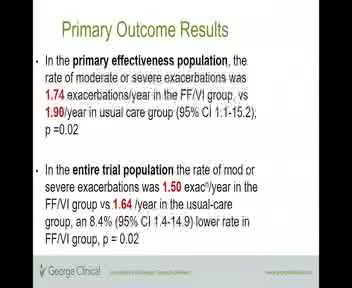 Primary Outcome Results
• In the primary effectiveness population, the
rate of moderate or severe exacerbations was
1.74 exacerbations/year in the FF/VI group, vs
1.90/year in usual care group (95% CI 1.1-15.2),
p =0.02
• In the entire trial population the rate of mod or
severe exacerbations was 1.50 exacⁿ/year in the
FF/VI group vs 1.64 /year in the usual-care
group, an 8.4% (95% CI 1.4-14.9) lower rate in
FF/VI group, p = 0.02
George Clinical